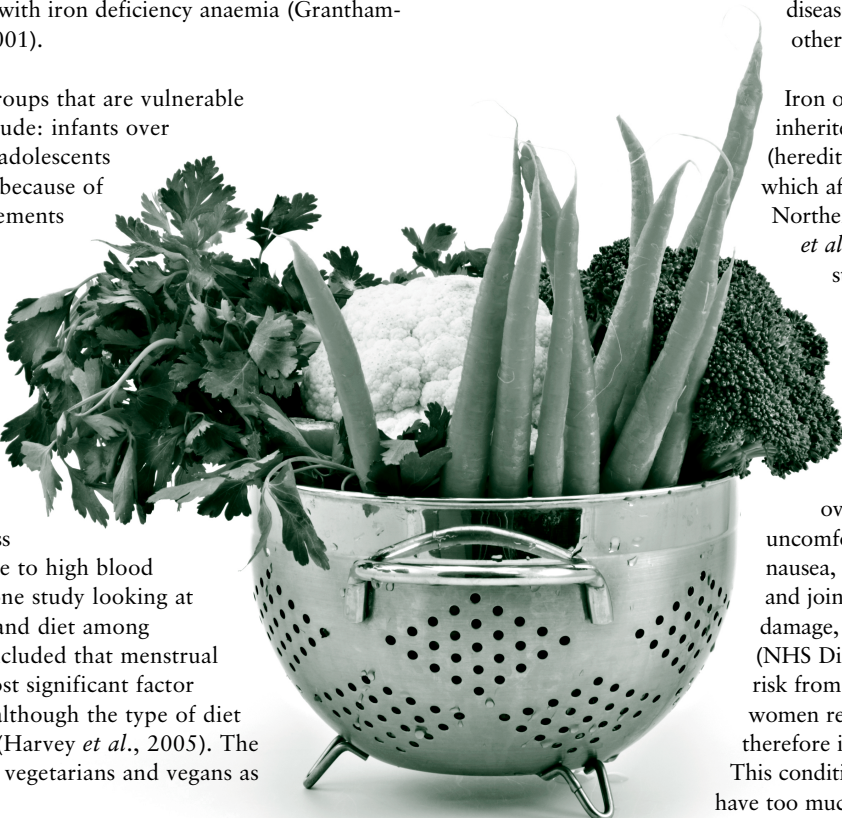 with iron deficiency anaemia (Grantham-
001).
roups that are vulnerable
ude: infants over
adolescents
because of
ements
ss
e to high blood
ne study looking at
and diet among
cluded that menstrual
ost significant factor
although the type of diet
(Harvey et al., 2005). The
vegetarians and vegans as
diseas
other
Iron o
inherite
(heredit
which af
Northe
et al
s
ov
uncomfo
nausea,
and join
damage,
(NHS Di
risk from
women re
therefore i
This conditi
have too muc